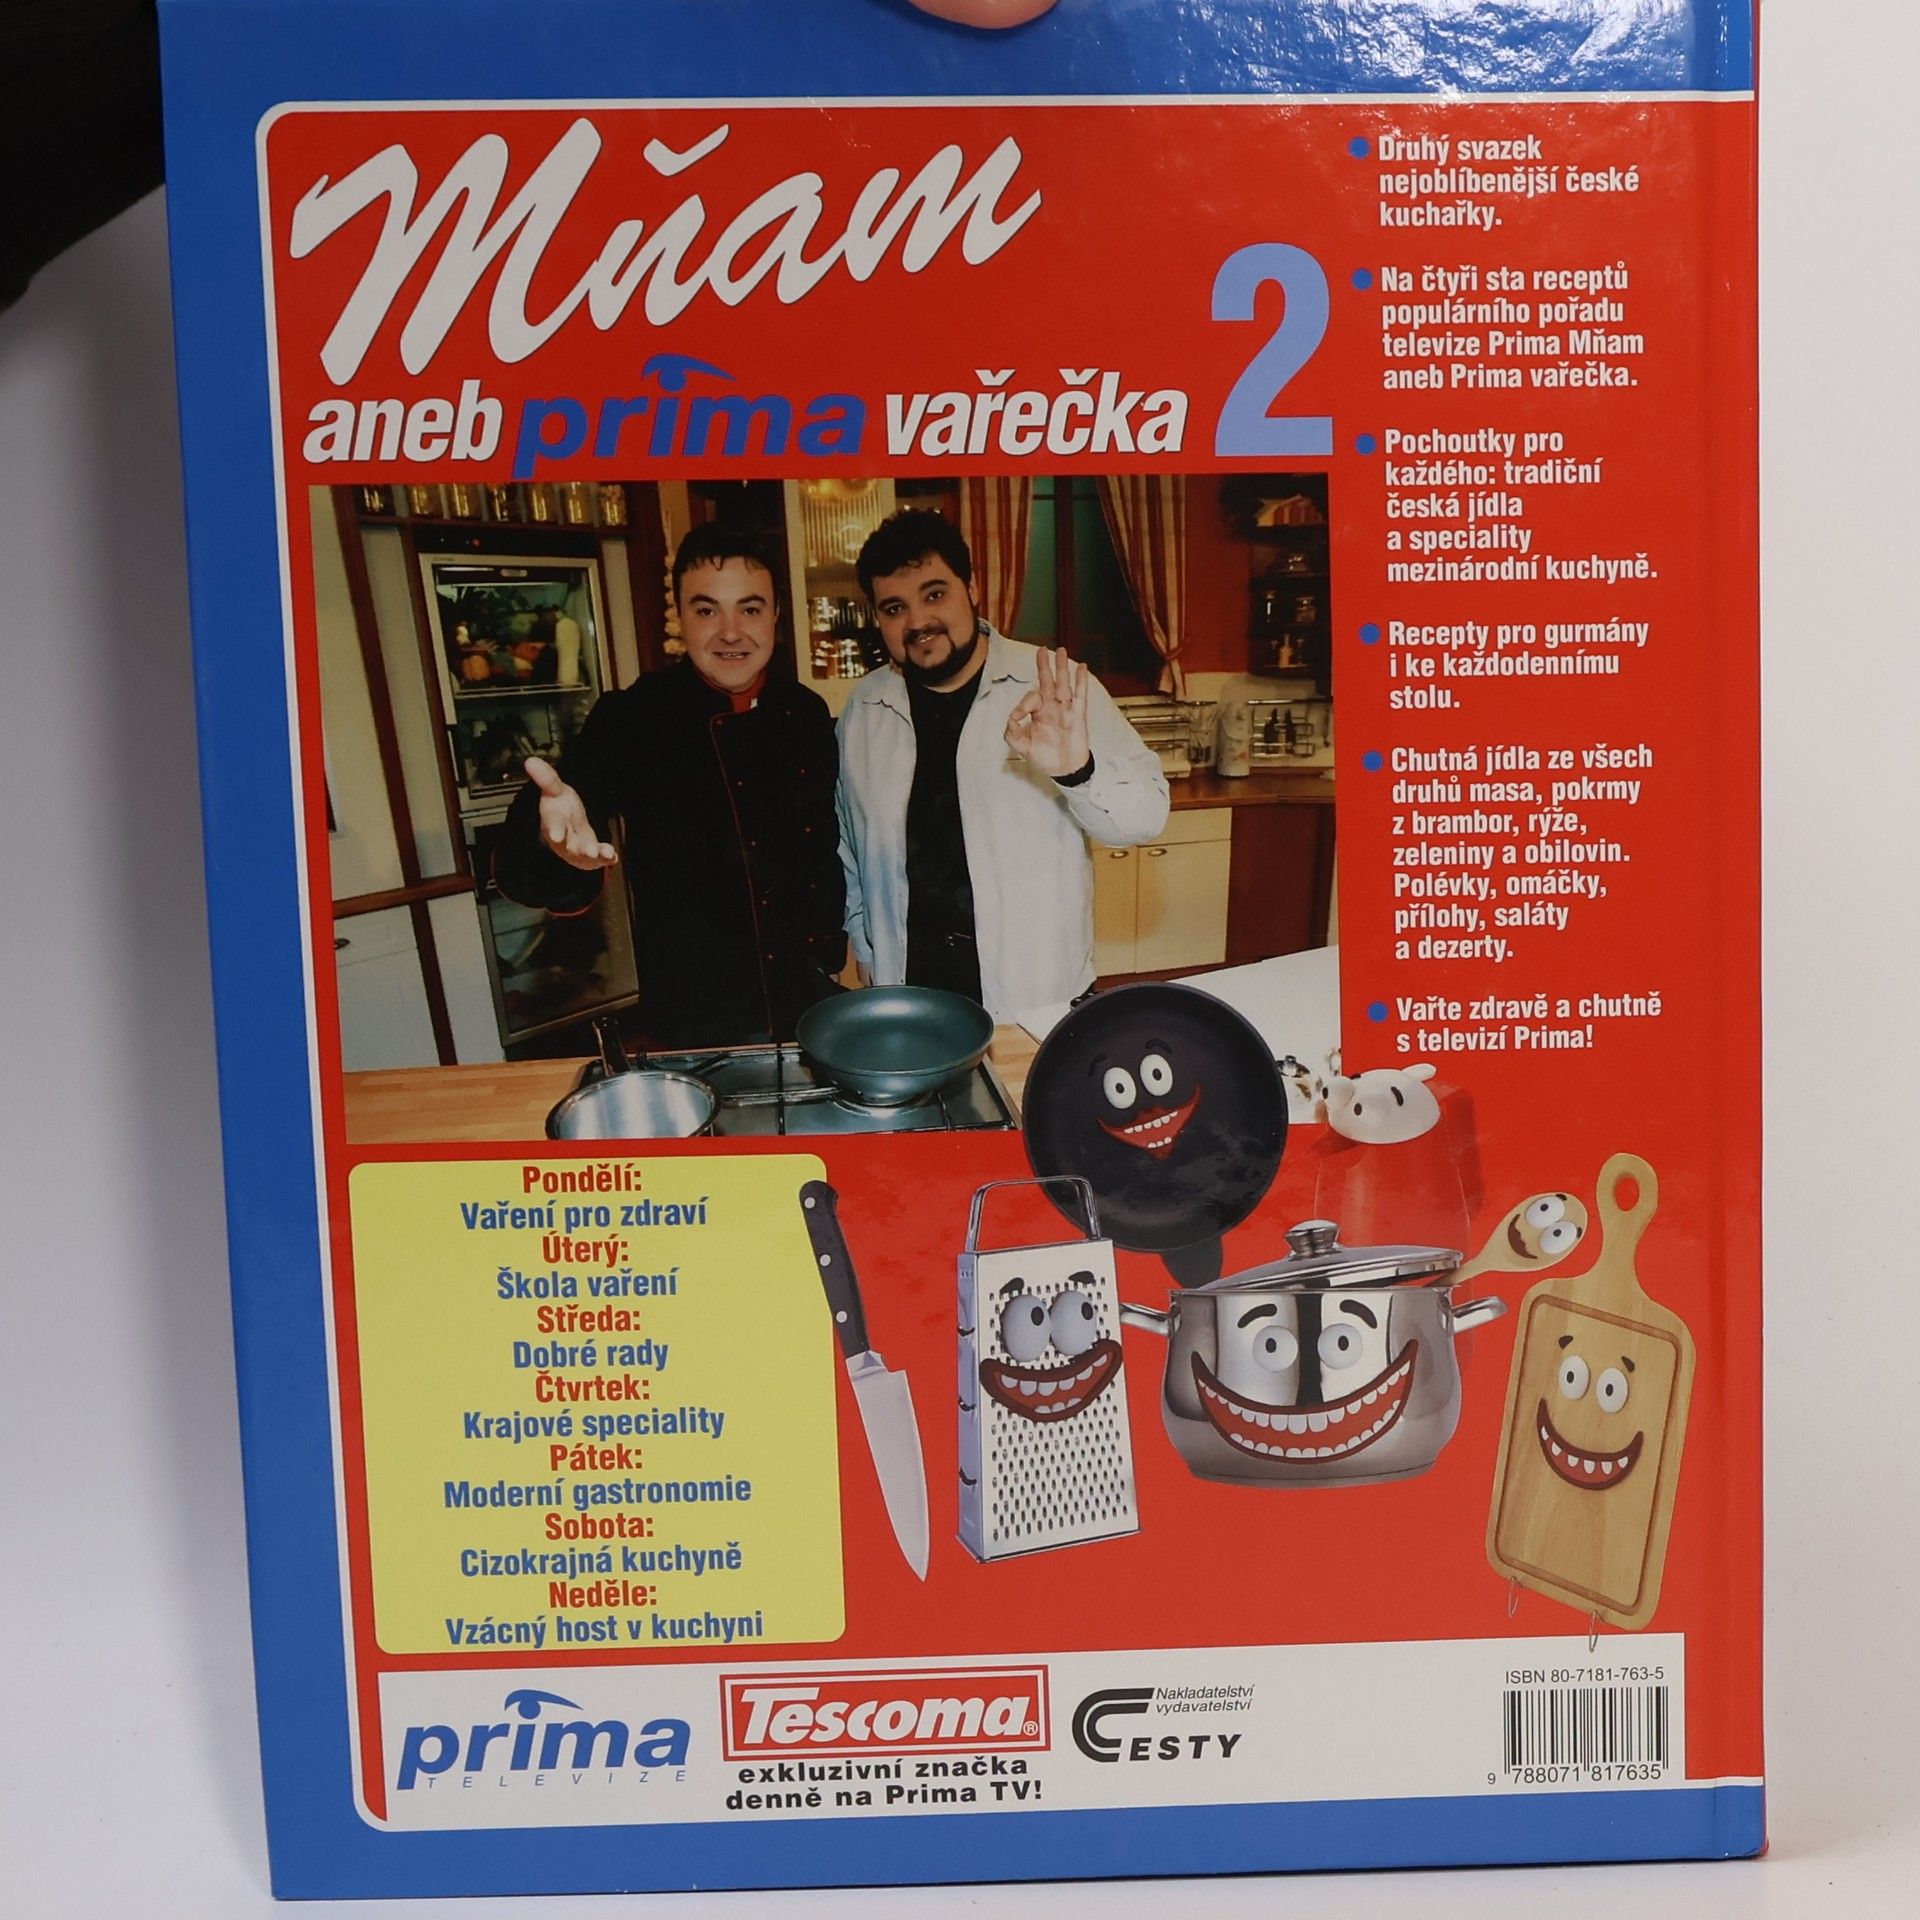 Mňam
aneb prima vařečka 2
Druhý svazek
nejoblíbenější české
kuchařky.
Na čtyři sta receptů
populárního pořadu
televize Prima Mňam
aneb Prima vařečka.
Pochoutky pro
každého: tradiční
česká jídla
a speciality
mezinárodní kuchyně.
Recepty pro gurmány
i ke každodennímu
stolu.
Chutná jídla ze všech
druhů masa, pokrmy
z brambor, rýže,
zeleniny a obilovin.
Polévky, omáčky,
přílohy, saláty
a dezerty.
Vařte zdravě a chutně
s televizí Prima!
Pondělí:
Vaření pro zdraví
Úterý:
Škola vaření
Středa:
Dobré rady
Čtvrtek:
Krajové speciality
Pátek:
Moderní gastronomie
Sobota:
Cizokrajná kuchyně
Neděle:
Vzácný host v kuchyni
prima
TELEVIZE
Tescoma®
exkluzivní značka
denně na Prima TV!
Nakladatelství
vydavatelství
CESTY
ISBN 80-7181-763-5
9 788071 817635